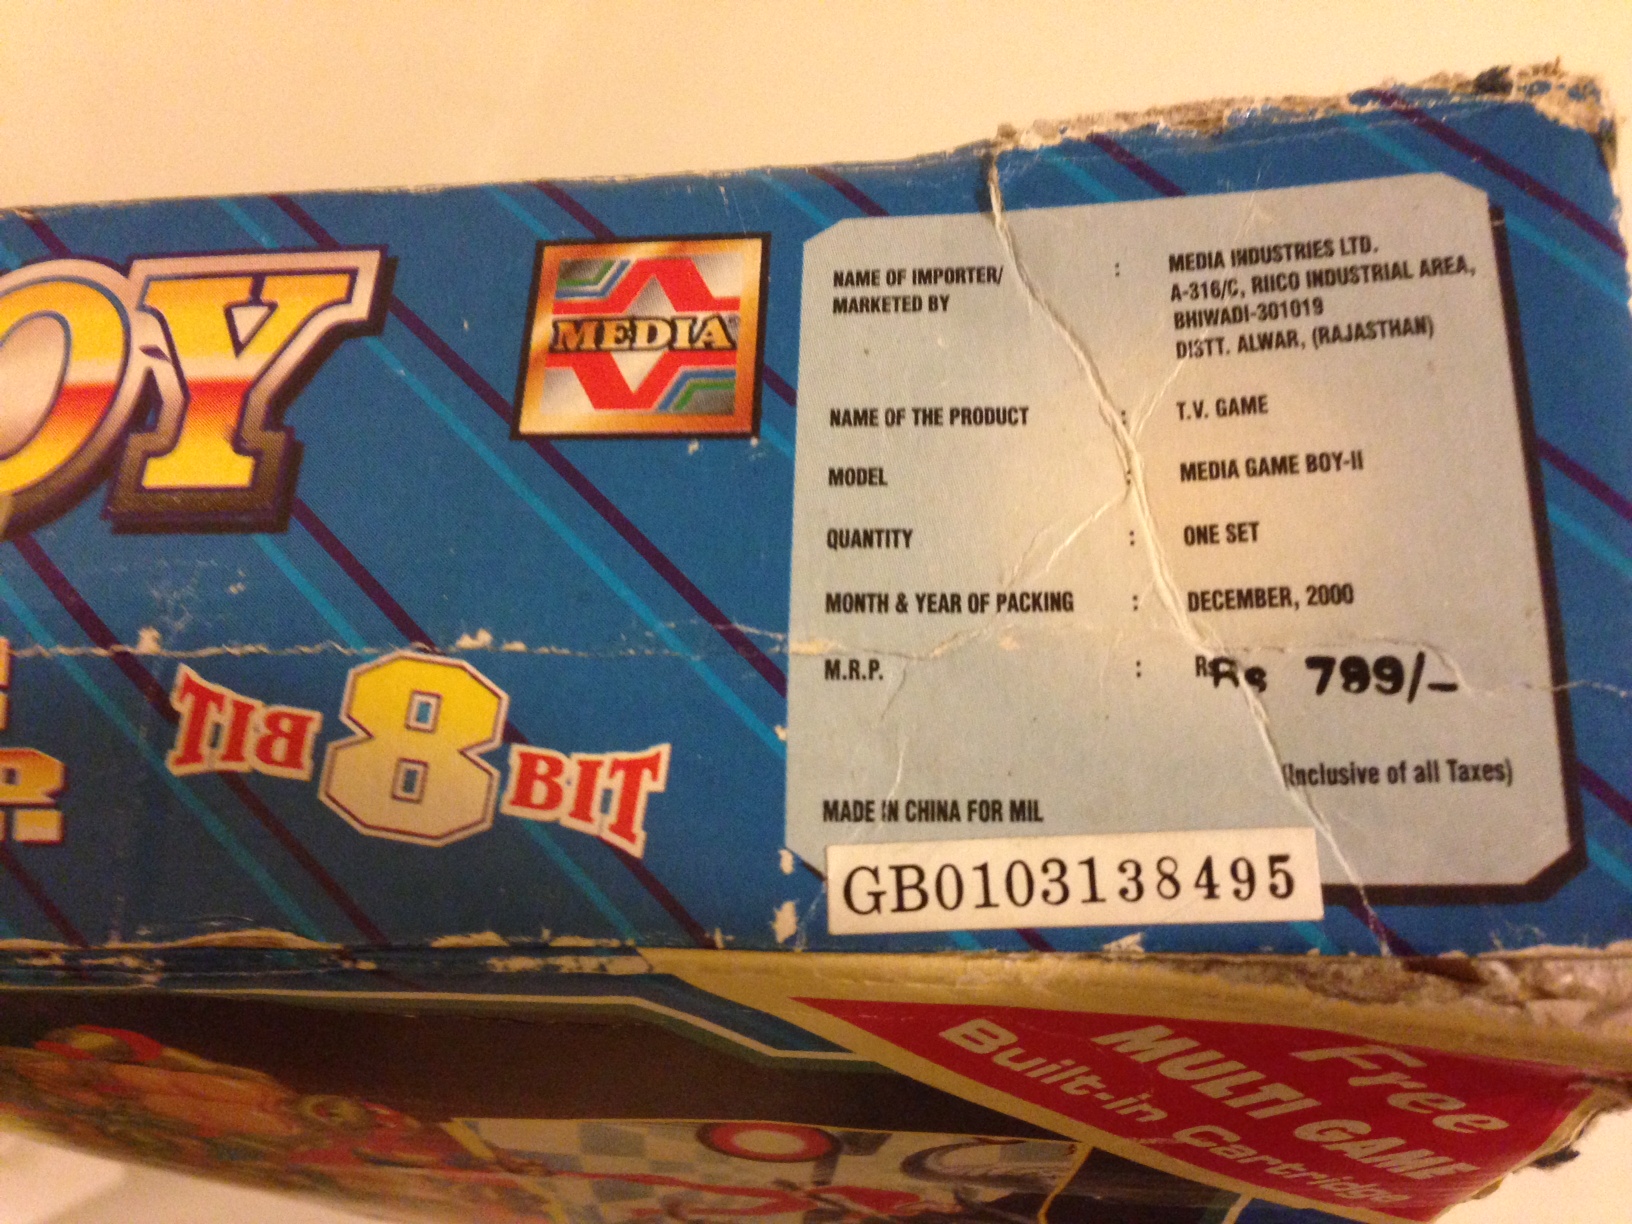 OY
MEDIA
TIB 8 BIT
NAME OF IMPORTER/
MARKETED BY
:
MEDIA INDUSTRIES LTD.
A-316/C, RIICO INDUSTRIAL AREA,
BHIWADI-301019
DISTT. ALWAR, (RAJASTHAN)
NAME OF THE PRODUCT : T.V. GAME
MODEL : MEDIA GAME BOY-II
QUANTITY : ONE SET
MONTH & YEAR OF PACKING : DECEMBER, 2000
M.R.P. : Rs Rs 799/-
(Inclusive of all Taxes)
MADE IN CHINA FOR MIL
GB0103138495
Free
MULTI GAME
Built-in Cartridge